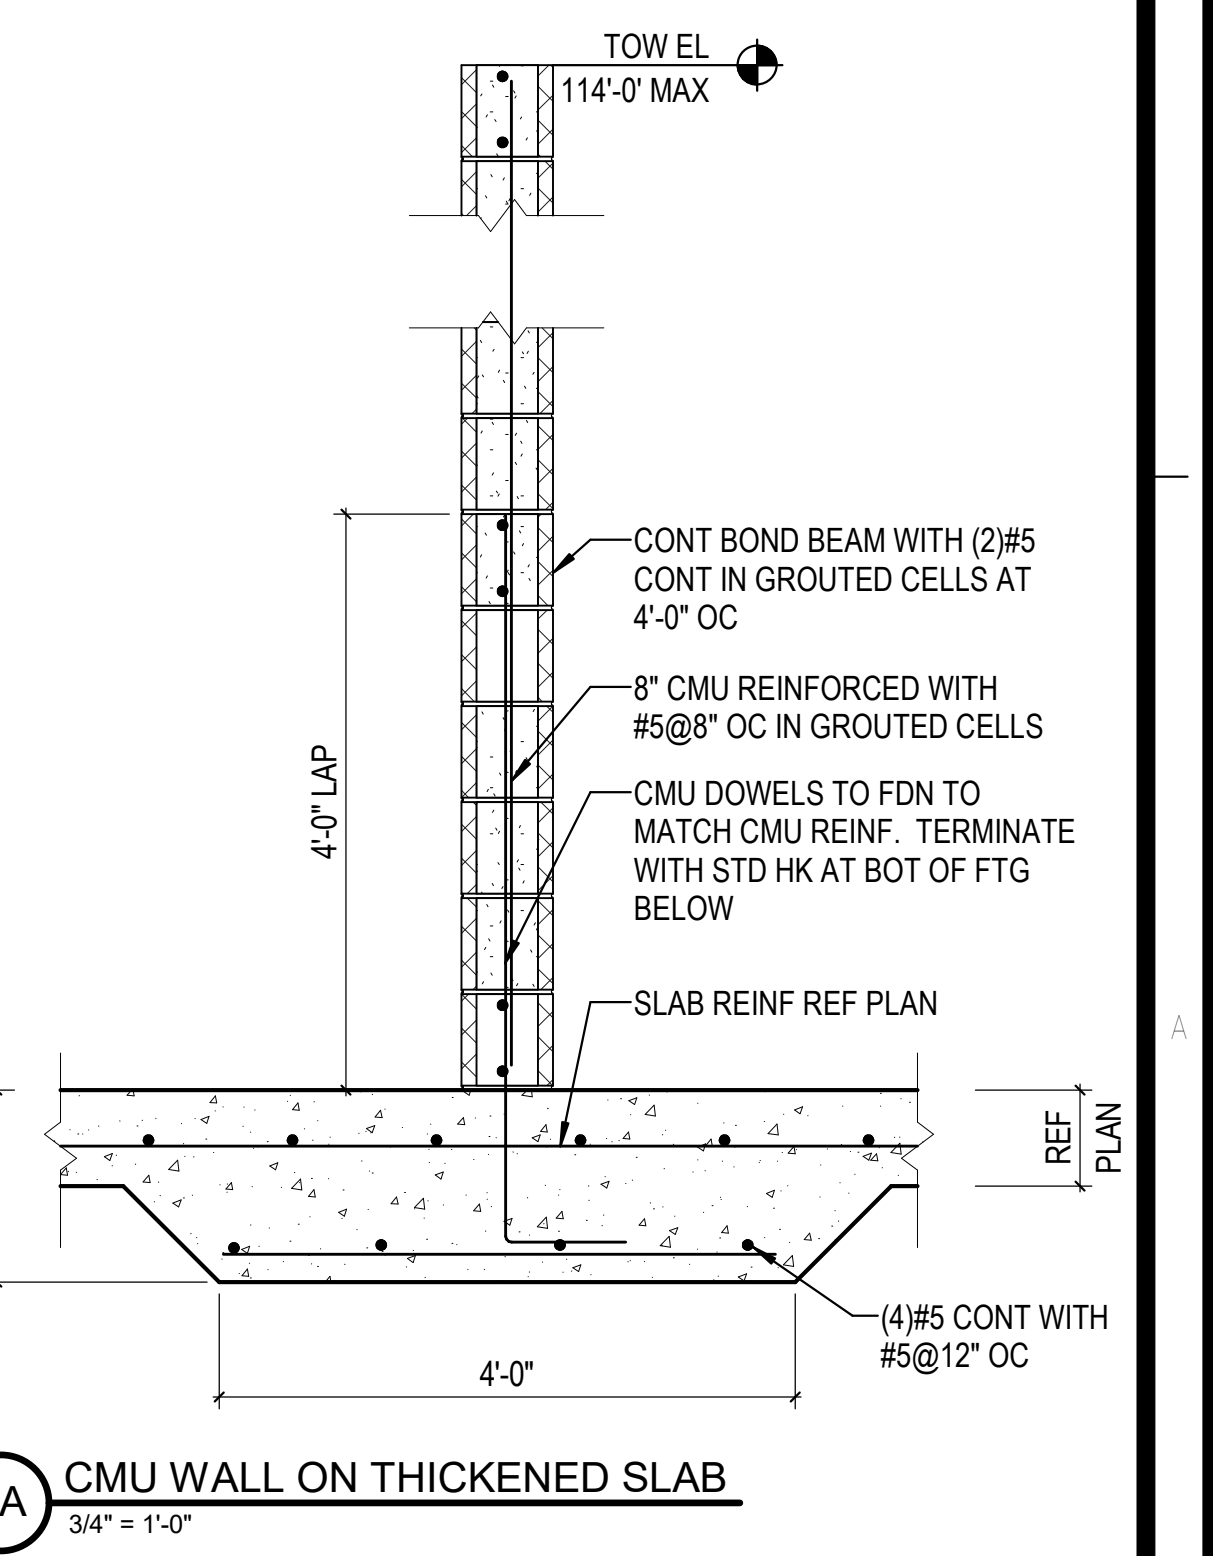 TOW EL
114'-0' MAX
CONT BOND BEAM WITH (2)#5
CONT IN GROUTED CELLS AT
4'-0" OC
8" CMU REINFORCED WITH
#5@8" OC IN GROUTED CELLS
4'-0" LAP
CMU DOWELS TO FDN TO
MATCH CMU REINF. TERMINATE
WITH STD HK AT BOT OF FTG
BELOW
SLAB REINF REF PLAN
A
REF
PLAN
(4)#5 CONT WITH
#5@12" OC
4'-0"
A
CMU WALL ON THICKENED SLAB
3/4" = 1'-0"